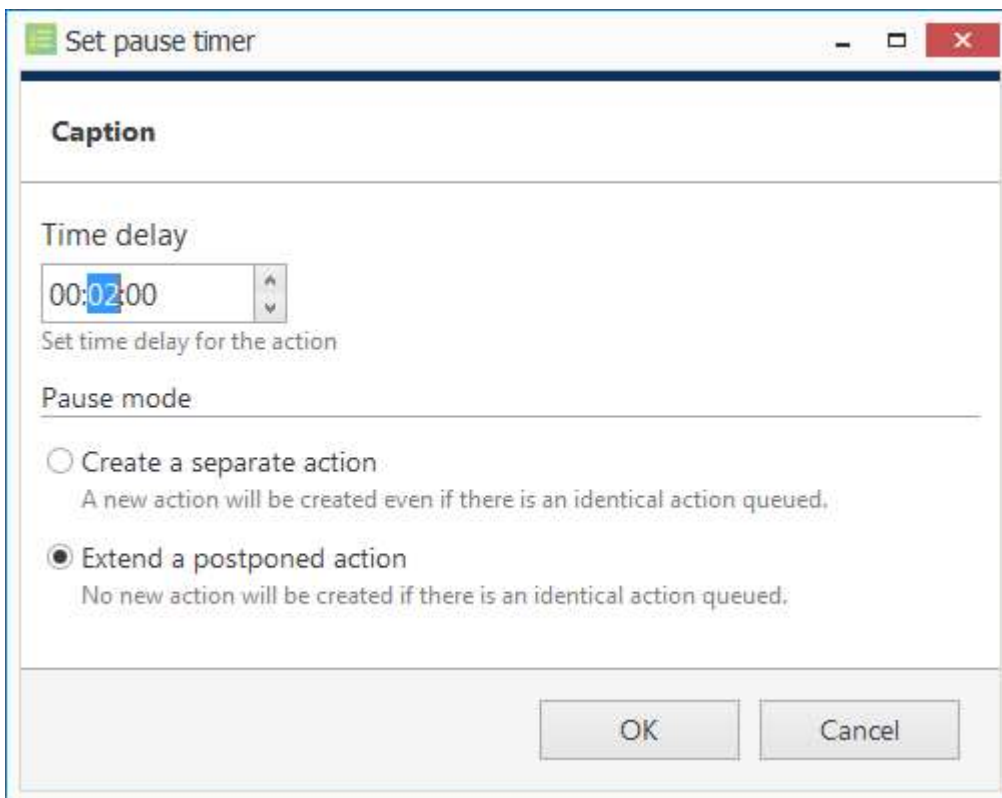 Set pause timer
Caption
Time delay
00:02:00
Set time delay for the action
Pause mode
Create a separate action
A new action will be created even if there is an identical action queued.
Extend a postponed action
No new action will be created if there is an identical action queued.
OK Cancel